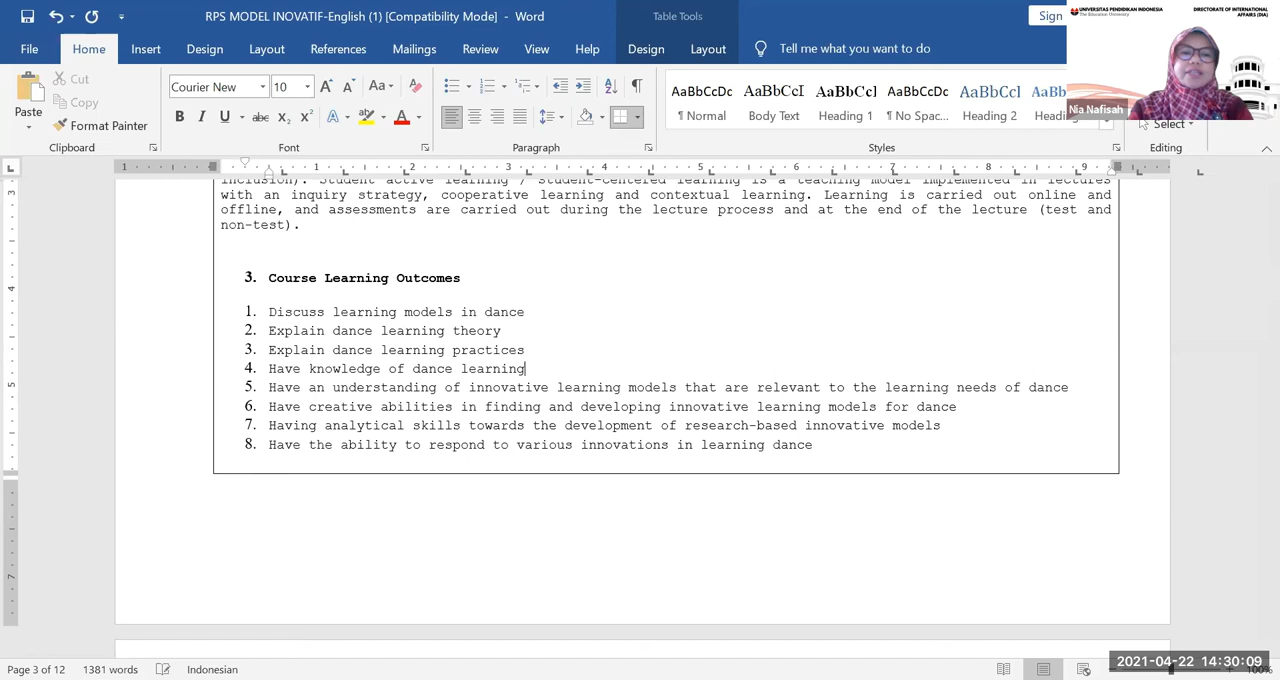 RPS MODEL INOVATIF-English (1) [Compatibility Mode] - Word
Table Tools
Sign
UNIVERSITAS PENDIDIKAN INDONESIA
The Education University
DIRECTORATE OF INTERNATIONAL AFFAIRS (DIA)
File Home Insert Design Layout References Mailings Review View Help Design Layout Tell me what you want to do
Nia Nafisah
Paste
Cut
Copy
Format Painter
Clipboard
Courier New 10
Font
Paragraph
AaBbCcDc AaBbCcI AaBbCcl AaBbCcDc AaBbCcl AaBb
¶ Normal Body Text Heading 1 ¶ No Spac... Heading 2 Heading
Styles
Select
Editing
inclusion). Student active learning / student-centered learning is a teaching model implemented in lectures
with an inquiry strategy, cooperative learning and contextual learning. Learning is carried out online and
offline, and assessments are carried out during the lecture process and at the end of the lecture (test and
non-test).
3. Course Learning Outcomes
1. Discuss learning models in dance
2. Explain dance learning theory
3. Explain dance learning practices
4. Have knowledge of dance learning
5. Have an understanding of innovative learning models that are relevant to the learning needs of dance
6. Have creative abilities in finding and developing innovative learning models for dance
7. Having analytical skills towards the development of research-based innovative models
8. Have the ability to respond to various innovations in learning dance
Page 3 of 12 1381 words Indonesian
2021-04-22 14:30:09
100%